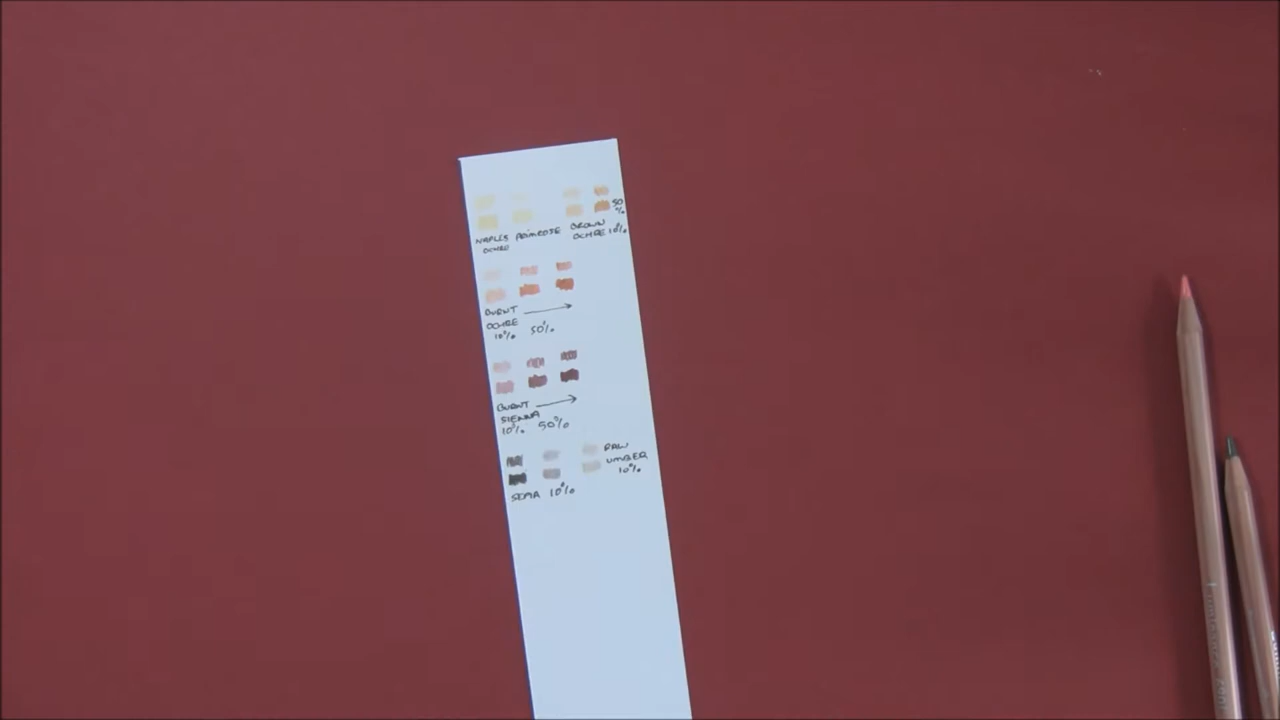 50
%
NAPLES PRIMROSE BROWN
OCHRE OCHRE 10%
BURNT
OCHRE
10% 50%
BURNT
SIENNA
10% 50%
RAW
UMBER
10%
SEPIA 10%